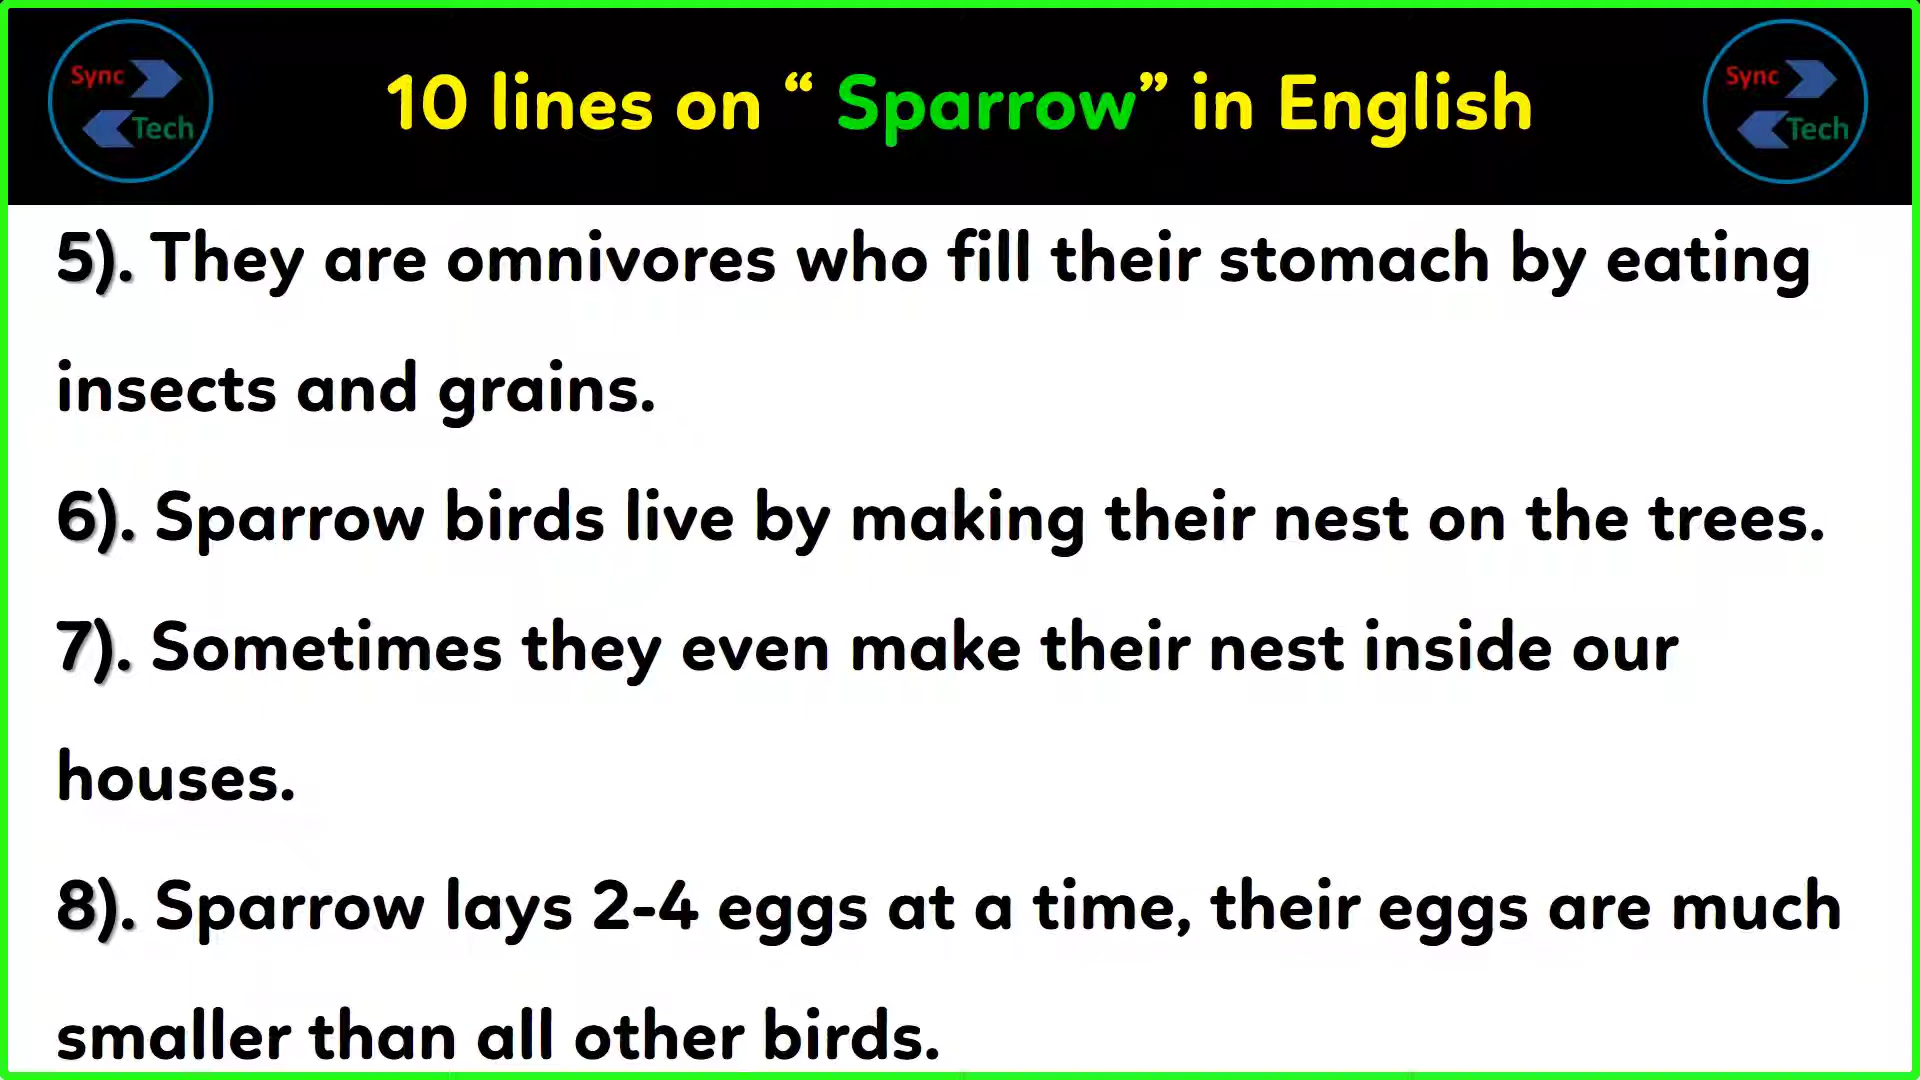 Sync
Tech
10 lines on “ Sparrow” in English
Sync
Tech
5). They are omnivores who fill their stomach by eating
insects and grains.
6). Sparrow birds live by making their nest on the trees.
7). Sometimes they even make their nest inside our
houses.
8). Sparrow lays 2-4 eggs at a time, their eggs are much
smaller than all other birds.